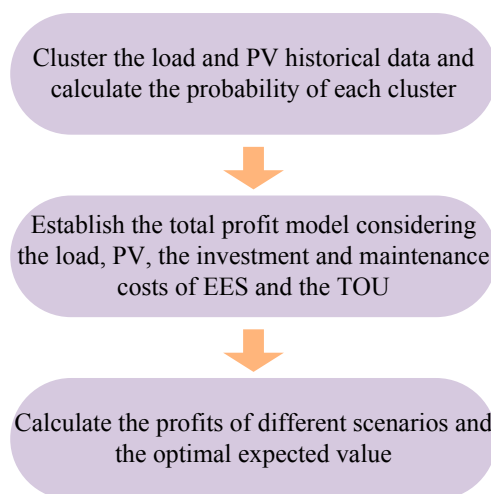 Cluster the load and PV historical data and
calculate the probability of each cluster
Establish the total profit model considering
the load, PV, the investment and maintenance
costs of EES and the TOU
Calculate the profits of different scenarios and
the optimal expected value